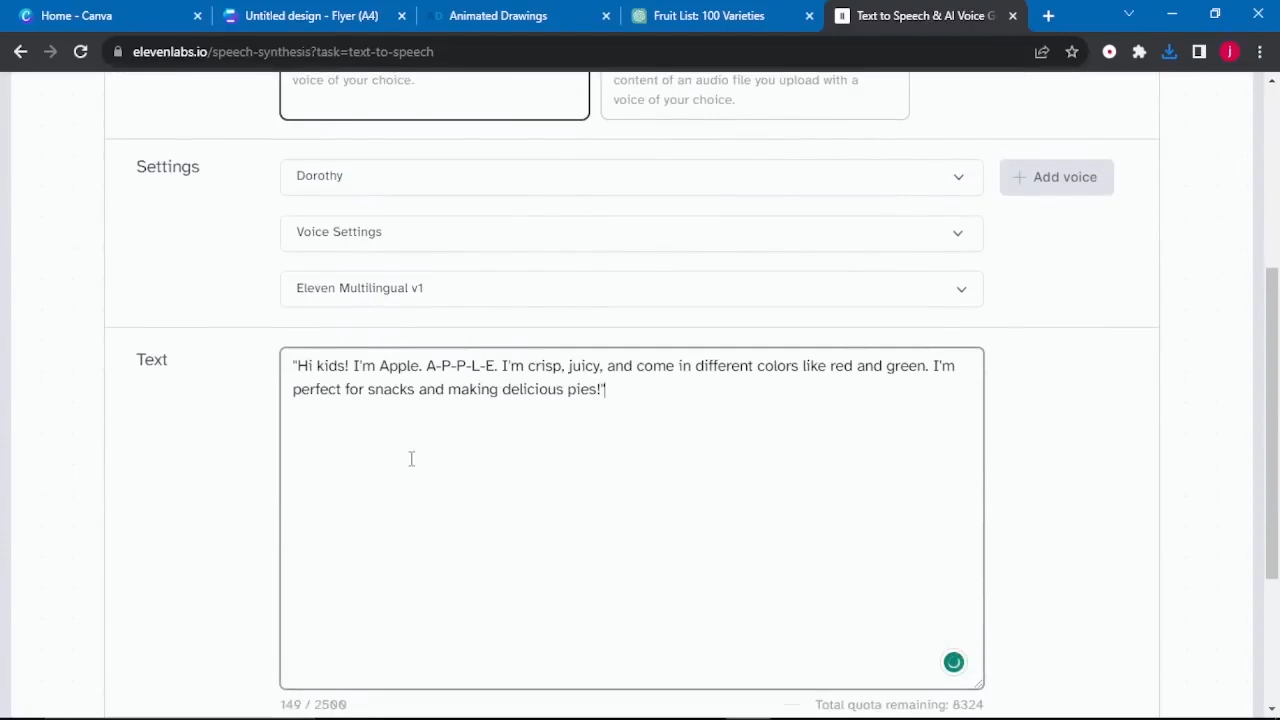 Home - Canva
Untitled design - Flyer (A4)
AD Animated Drawings
Fruit List: 100 Varieties
Text to Speech & AI Voice G
elevenlabs.io/speech-synthesis?task=text-to-speech
j
voice of your choice.
content of an audio file you upload with a
voice of your choice.
Settings
Dorothy
Add voice
Voice Settings
Eleven Multilingual v1
Text
"Hi kids! I'm Apple. A-P-P-L-E. I'm crisp, juicy, and come in different colors like red and green. I'm
perfect for snacks and making delicious pies!"
149 / 2500
Total quota remaining: 8324